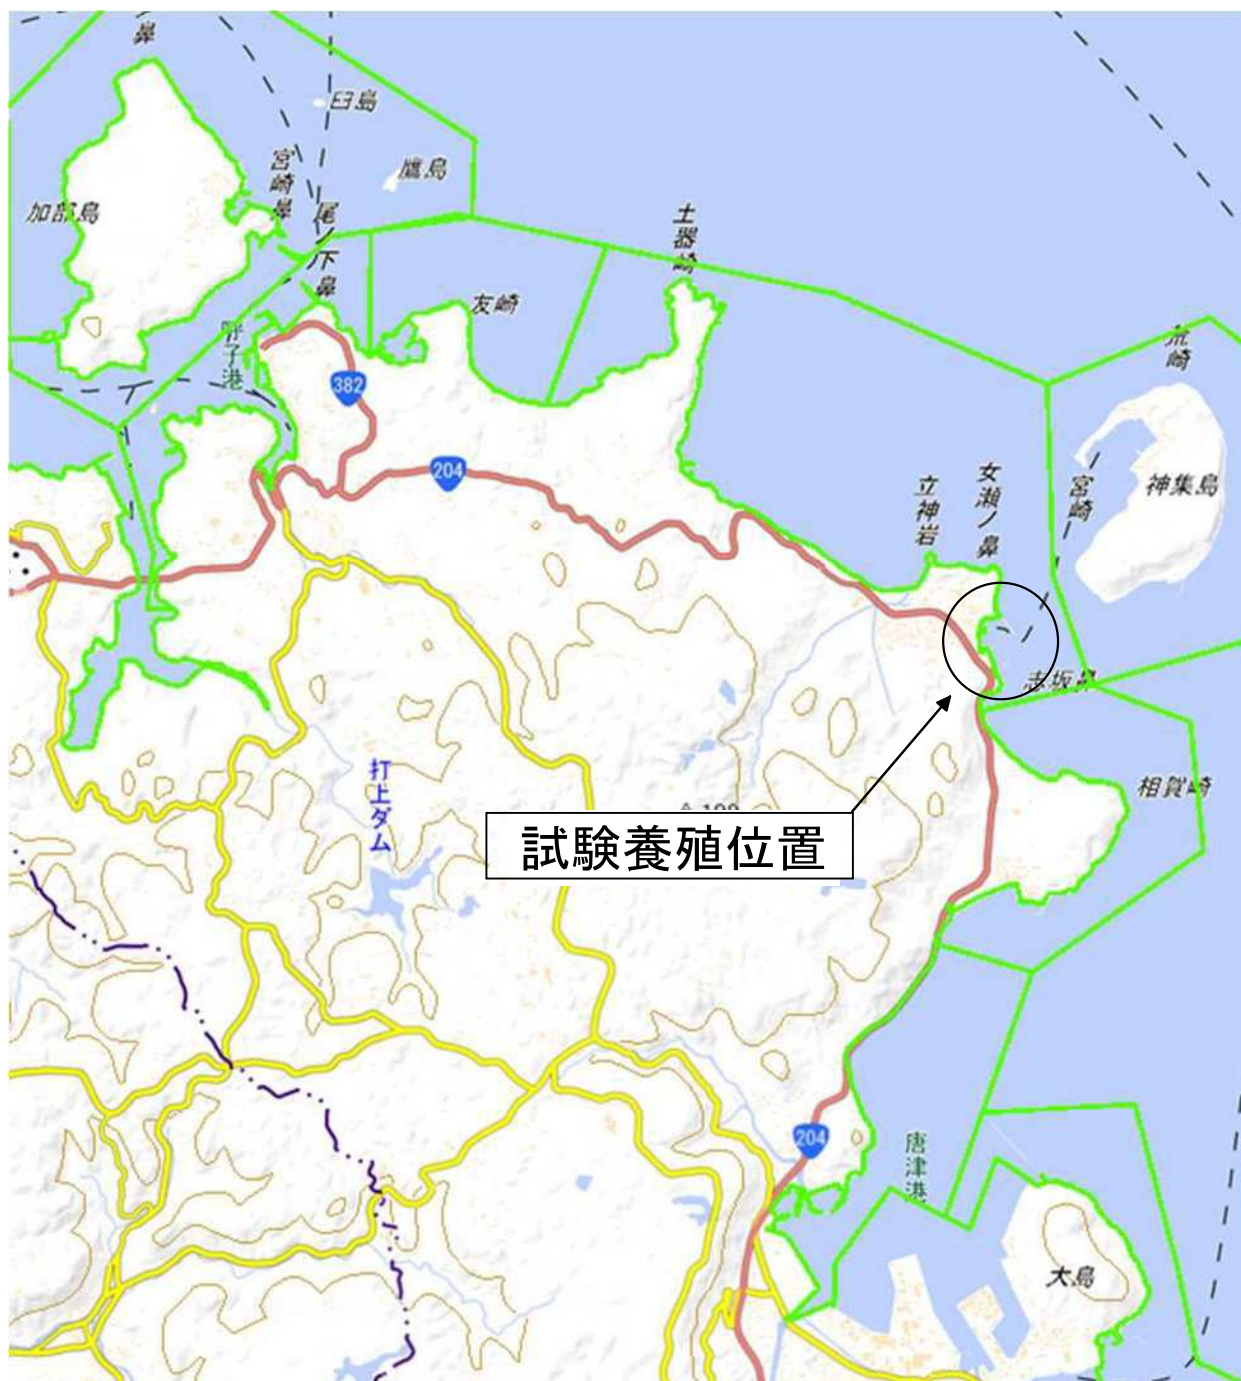 鼻
臼島
宮崎鼻
鷹島
加部島
尾ノ下鼻
土器崎
友崎
呼子港
荒崎
382
204
女瀬ノ鼻
立神岩
宮崎
神集島
志坂鼻
打上ダム
相賀崎
試験養殖位置
204
唐津港
大島